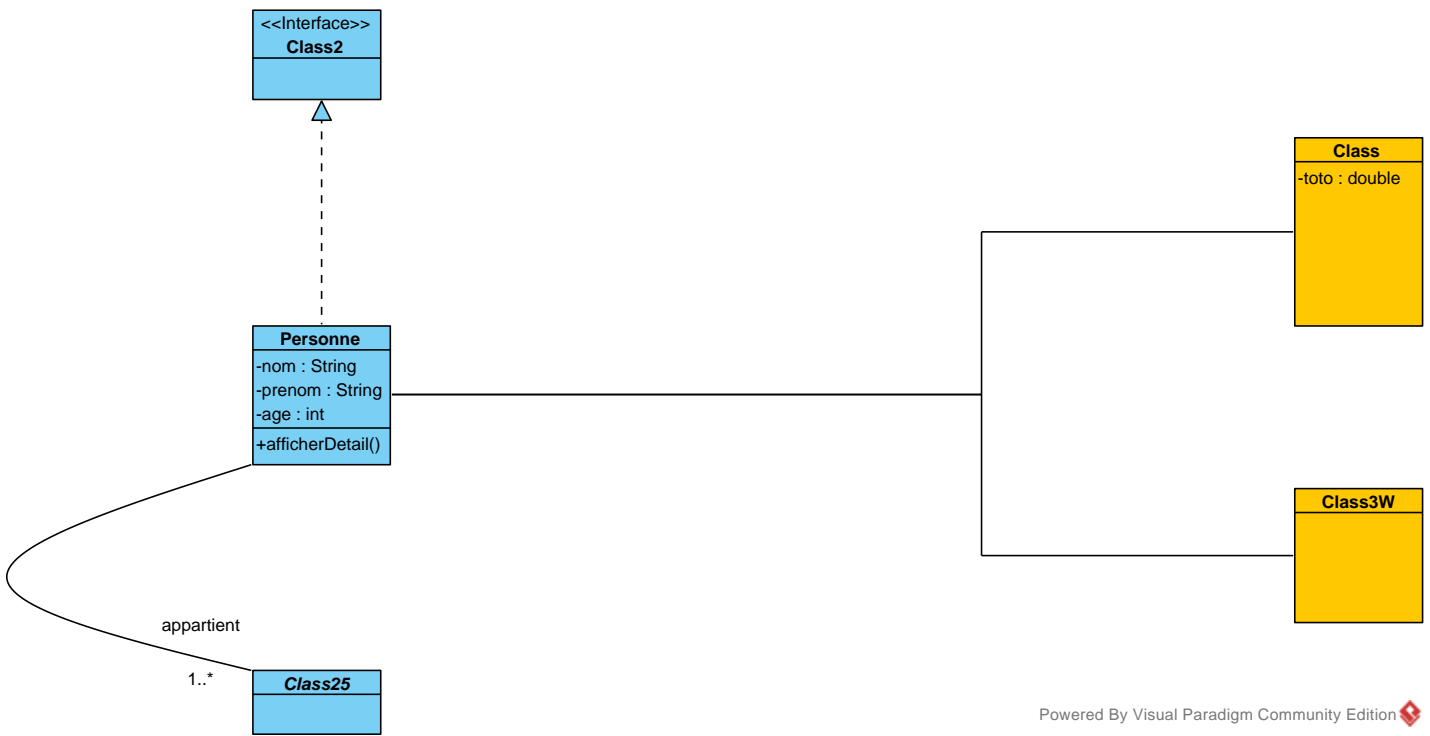 <<Interface>>
Class2
Class
-toto : double
Personne
-nom : String
-prenom : String
-age : int
+afficherDetail()
Class3W
appartient
1..*
Class25
Powered By Visual Paradigm Community Edition